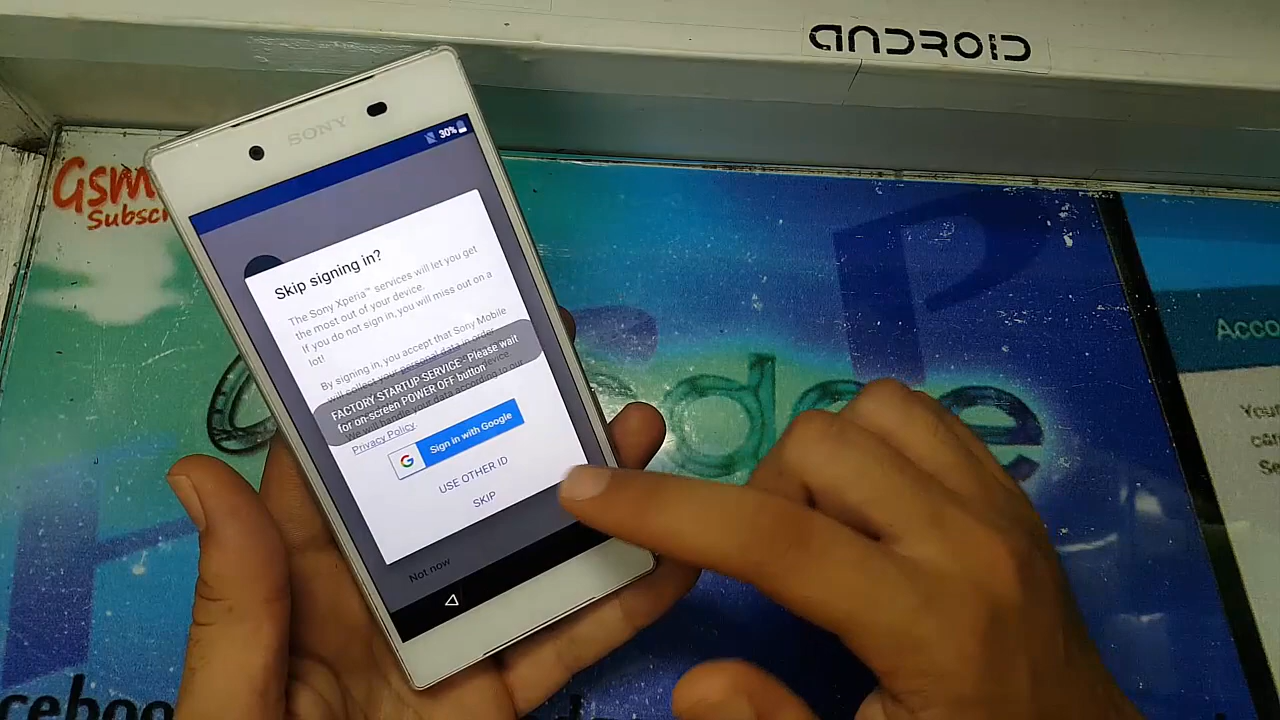 ANDROID
Gsm
SONY
30%
Skip signing in?
The Sony Xperia™ services will let you get
the most out of your device.
If you do not sign in, you will miss out on a
lot!
By signing in, you accept that Sony Mobile
FACTORY STARTUP SERVICE - Please wait
for on-screen POWER OFF button
Privacy Policy.
Sign in with Google
USE OTHER ID
SKIP
Not now
Acco